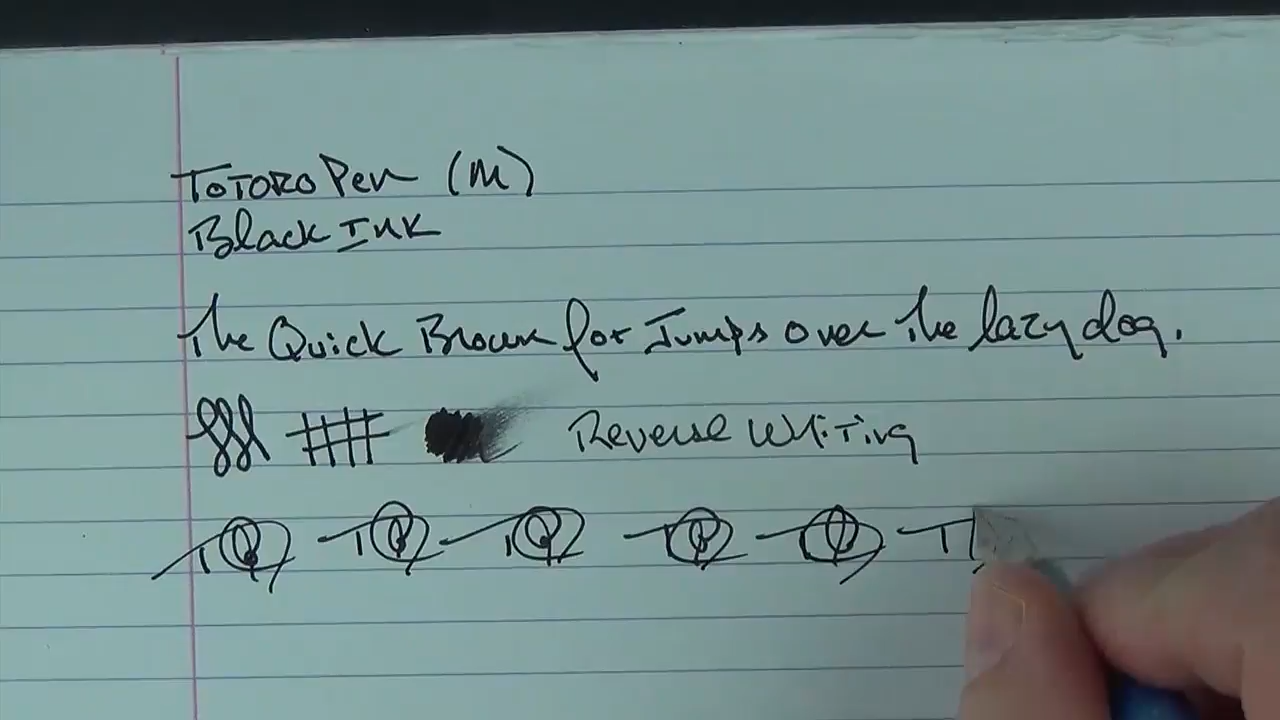 ToTORO Pen (M)
Black Ink
The Quick Brown fox Jumps over The lazy dog.
Reverse Writing